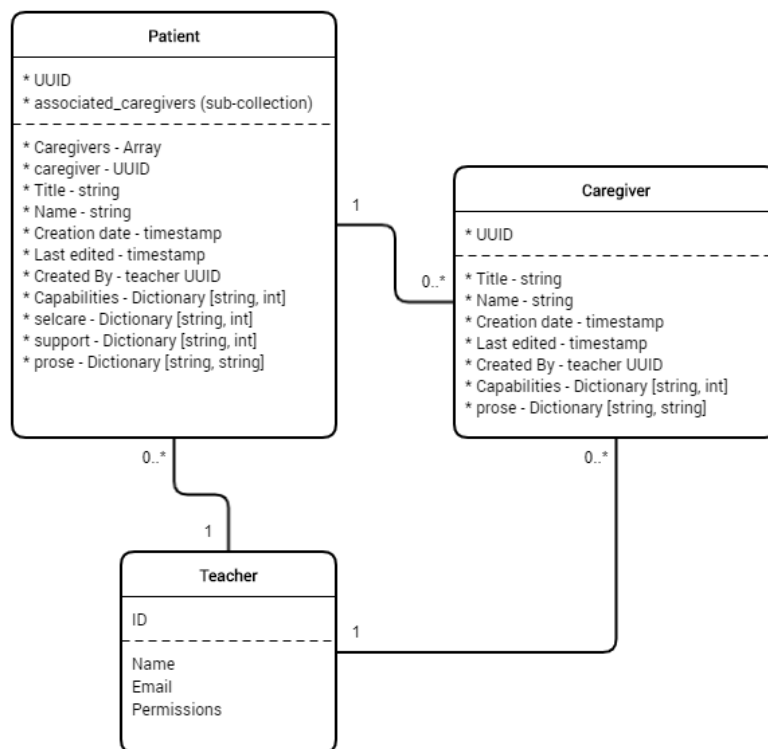 Patient
* UUID
* associated_caregivers (sub-collection)
* Caregivers - Array
* caregiver - UUID
* Title - string
* Name - string
* Creation date - timestamp
* Last edited - timestamp
* Created By - teacher UUID
* Capabilities - Dictionary [string, int]
* selcare - Dictionary [string, int]
* support - Dictionary [string, int]
* prose - Dictionary [string, string]
1
0..*
Caregiver
* UUID
* Title - string
* Name - string
* Creation date - timestamp
* Last edited - timestamp
* Created By - teacher UUID
* Capabilities - Dictionary [string, int]
* prose - Dictionary [string, string]
0..*
0..*
1
1
Teacher
ID
Name
Email
Permissions